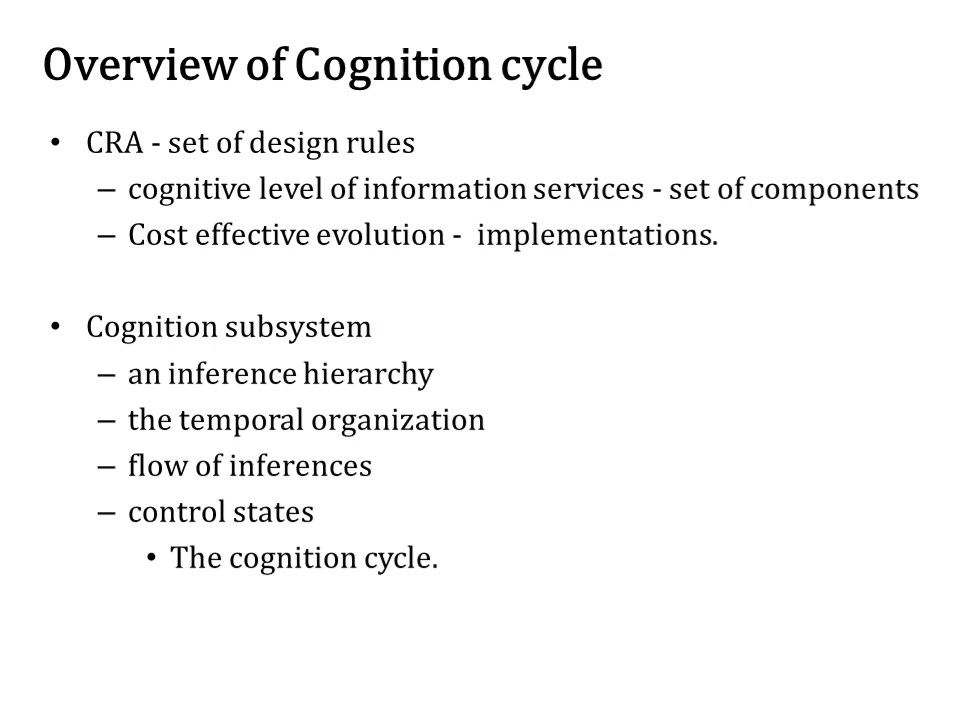 Overview of Cognition cycle
• CRA - set of design rules
– cognitive level of information services - set of components
– Cost effective evolution -  implementations.
• Cognition subsystem
– an inference hierarchy
– the temporal organization
– flow of inferences
– control states
• The cognition cycle.